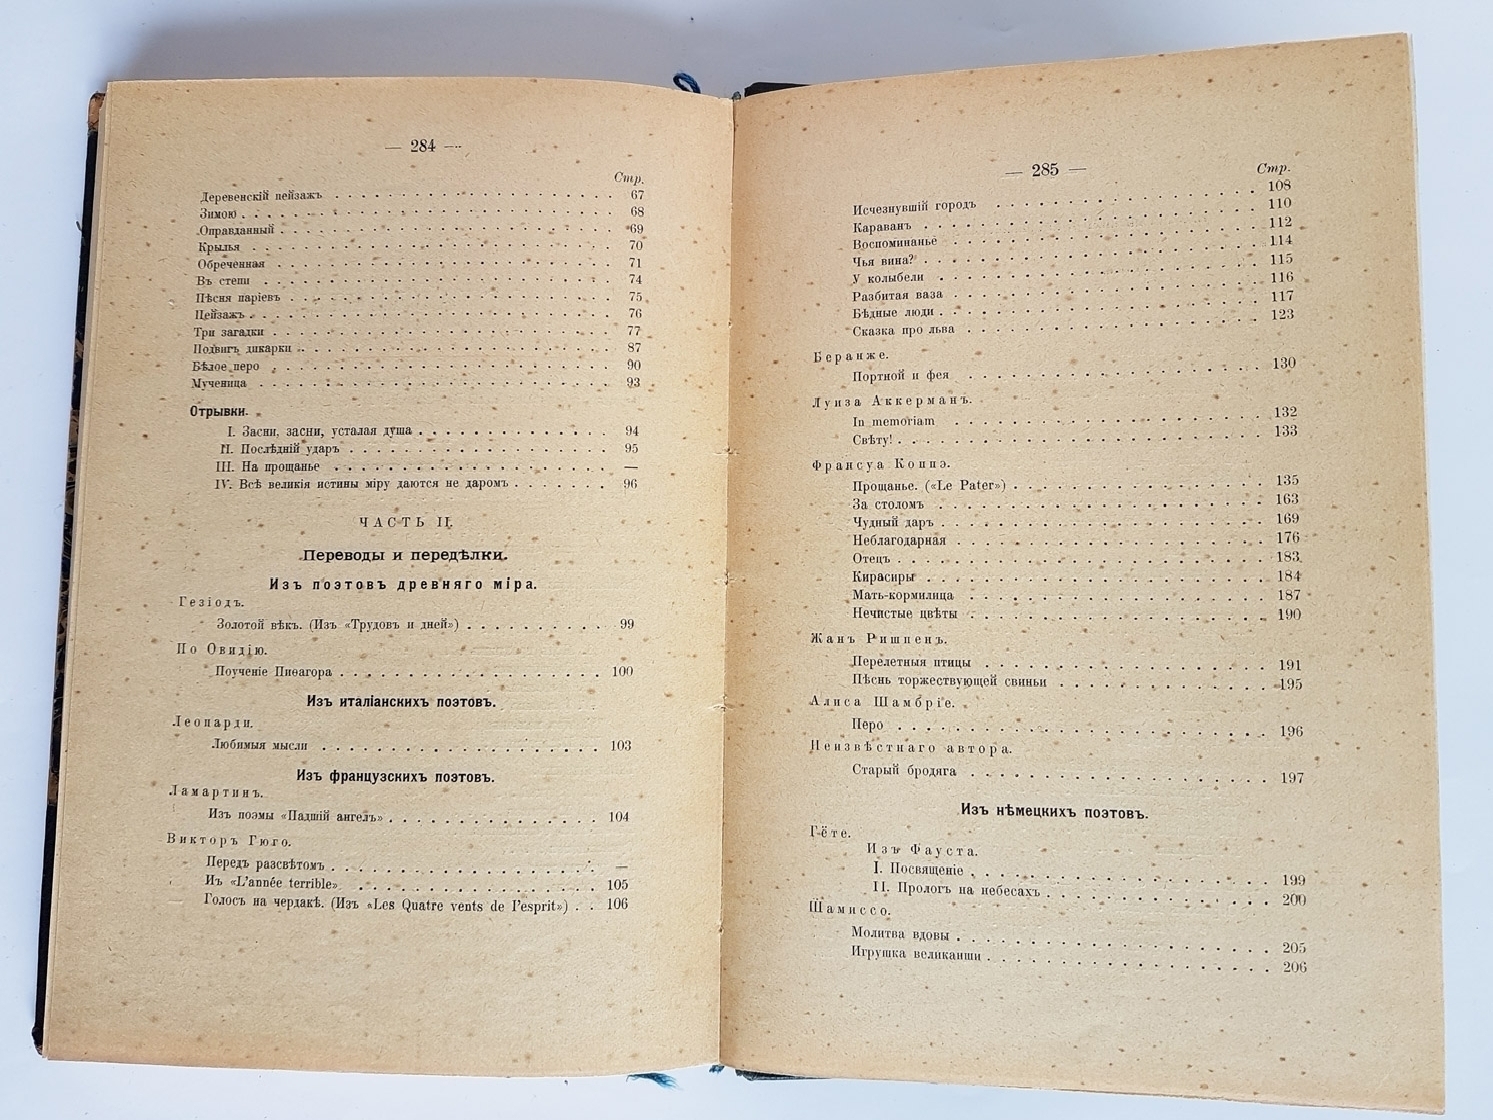 — 284 —
Стр.
Деревенскій пейзажъ . . . 67
Зимою . . . 68
Оправданный . . . 69
Крылья . . . 70
Обреченная . . . 71
Въ степи . . . 74
Пѣсня паріевъ . . . 75
Пейзажъ . . . 76
Три загадки . . . 77
Подвигъ дикарки . . . 87
Бѣлое перо . . . 90
Мученица . . . 93
Отрывки.
I. Засни, засни, усталая душа . . . 94
II. Послѣдній ударъ . . . 95
III. На прощанье . . . —
IV. Всѣ великія истины міру даются не даромъ . . . 96
ЧАСТЬ II.
Переводы и передѣлки.
Изъ поэтовъ древняго міра.
Гезіодъ.
Золотой вѣкъ. (Изъ «Трудовъ и дней») . . . 99
По Овидію.
Поученіе Пиѳагора . . . 100
Изъ италіанскихъ поэтовъ.
Леопарди.
Любимыя мысли . . . 103
Изъ французскихъ поэтовъ.
Ламартинъ.
Изъ поэмы «Падшій ангелъ» . . . 104
Викторъ Гюго.
Передъ разсвѣтомъ . . . —
Изъ «L'année terrible» . . . 105
Голосъ на чердакѣ. (Изъ «Les Quatre vents de l'esprit») . . 106
— 285 —
Стр.
Исчезнувшій городъ . . . 108
Караванъ . . . 110
Воспоминанье . . . 112
Чья вина? . . . 114
У колыбели . . . 115
Разбитая ваза . . . 116
Бѣдные люди . . . 117
Сказка про льва . . . 123
Беранже.
Портной и фея . . . 130
Луиза Аккерманъ.
In memoriam . . . 132
Свѣту! . . . 133
Франсуа Коппэ.
Прощанье. («Le Pater») . . . 135
За столомъ . . . 163
Чудный даръ . . . 169
Неблагодарная . . . 176
Отецъ . . . 183
Кирасиры . . . 184
Мать-кормилица . . . 187
Нечистые цвѣты . . . 190
Жанъ Ришпенъ.
Перелетныя птицы . . . 191
Пѣснь торжествующей свиньи . . . 195
Алиса Шамбріе.
Перо . . . 196
Неизвѣстнаго автора.
Старый бродяга . . . 197
Изъ нѣмецкихъ поэтовъ.
Гёте.
Изъ Фауста.
I. Посвященіе . . . 199
II. Прологъ на небесахъ . . . 200
Шамиссо.
Молитва вдовы . . . 205
Игрушка великанши . . . 206